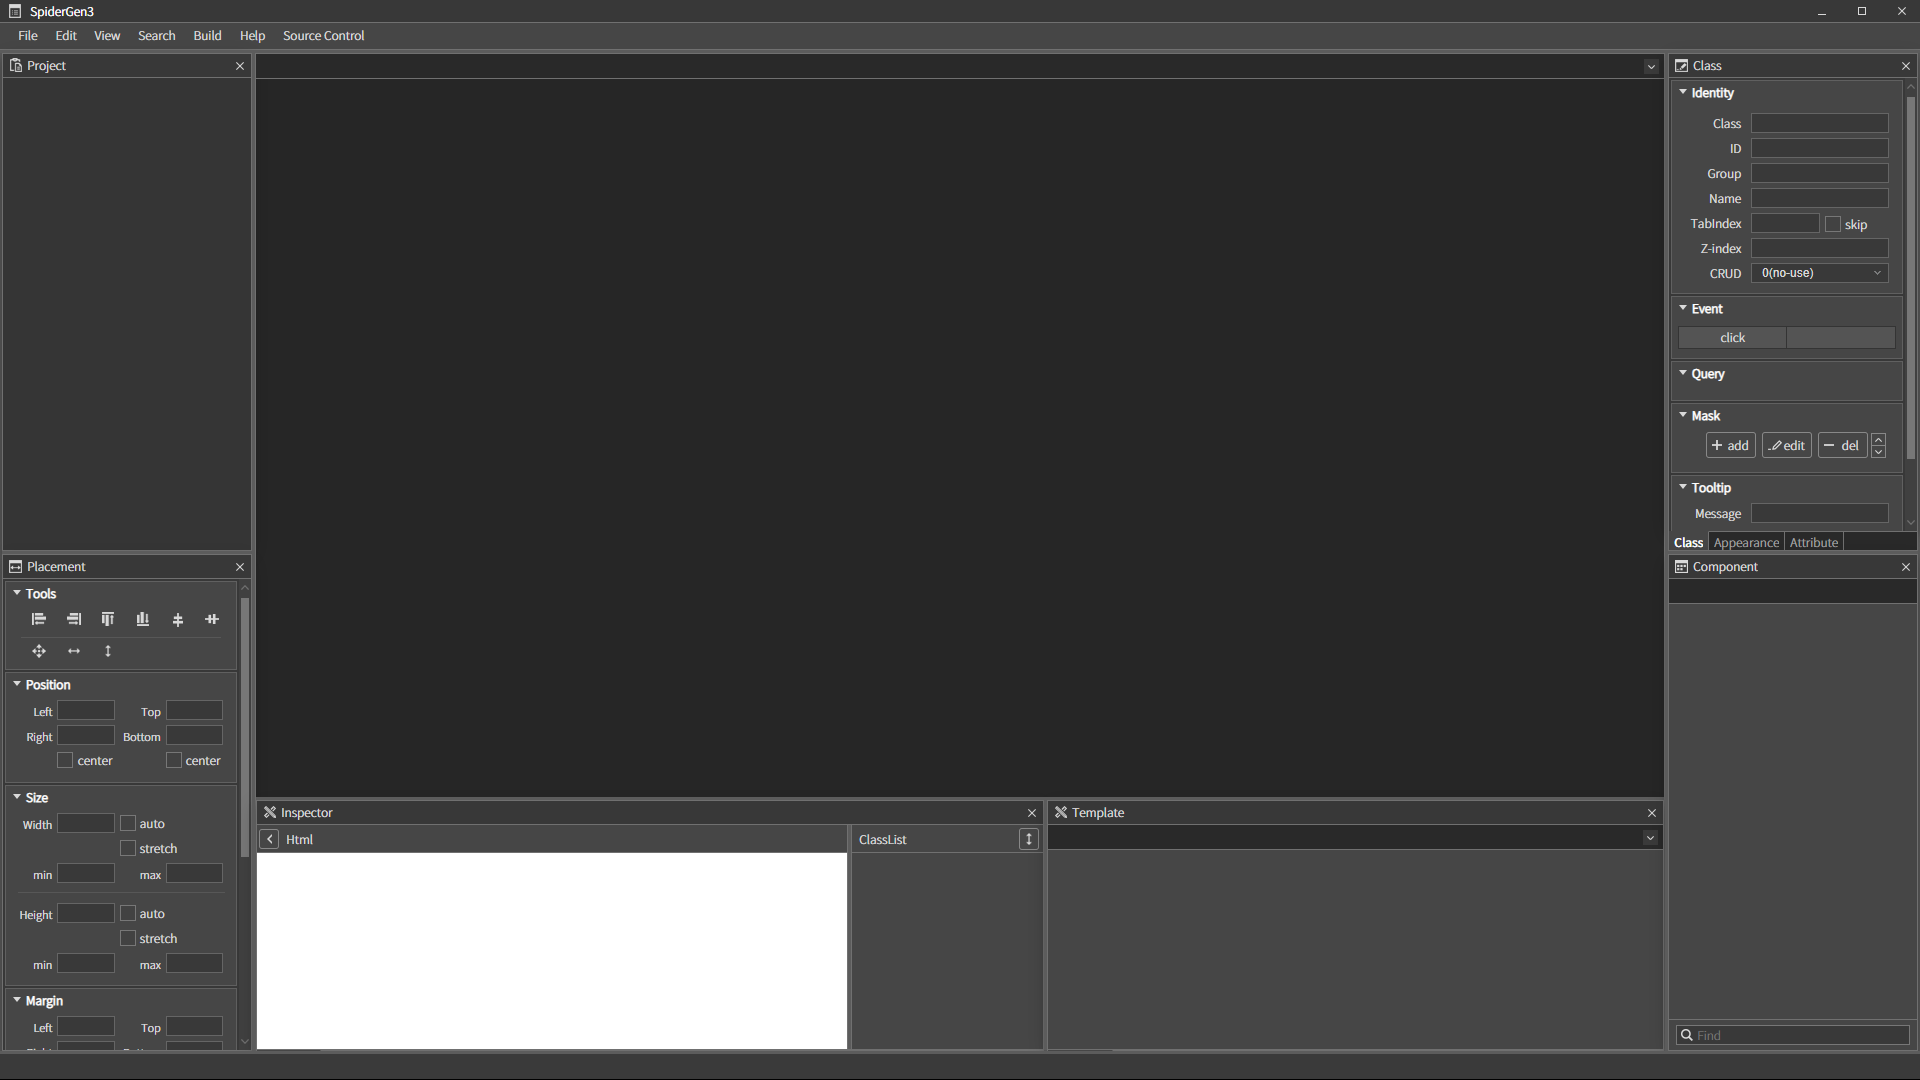 SpiderGen3
File Edit View Search Build Help Source Control
Project
Placement
Tools
Position
Left Top
Right Bottom
center center
Size
Width auto
stretch
min max
Height auto
stretch
min max
Margin
Left Top
Inspector
Html
ClassList
Template
Class
Identity
Class
ID
Group
Name
TabIndex skip
Z-index
CRUD 0(no-use)
Event
click
Query
Mask
add edit del
Tooltip
Message
Class Appearance Attribute
Component
Find